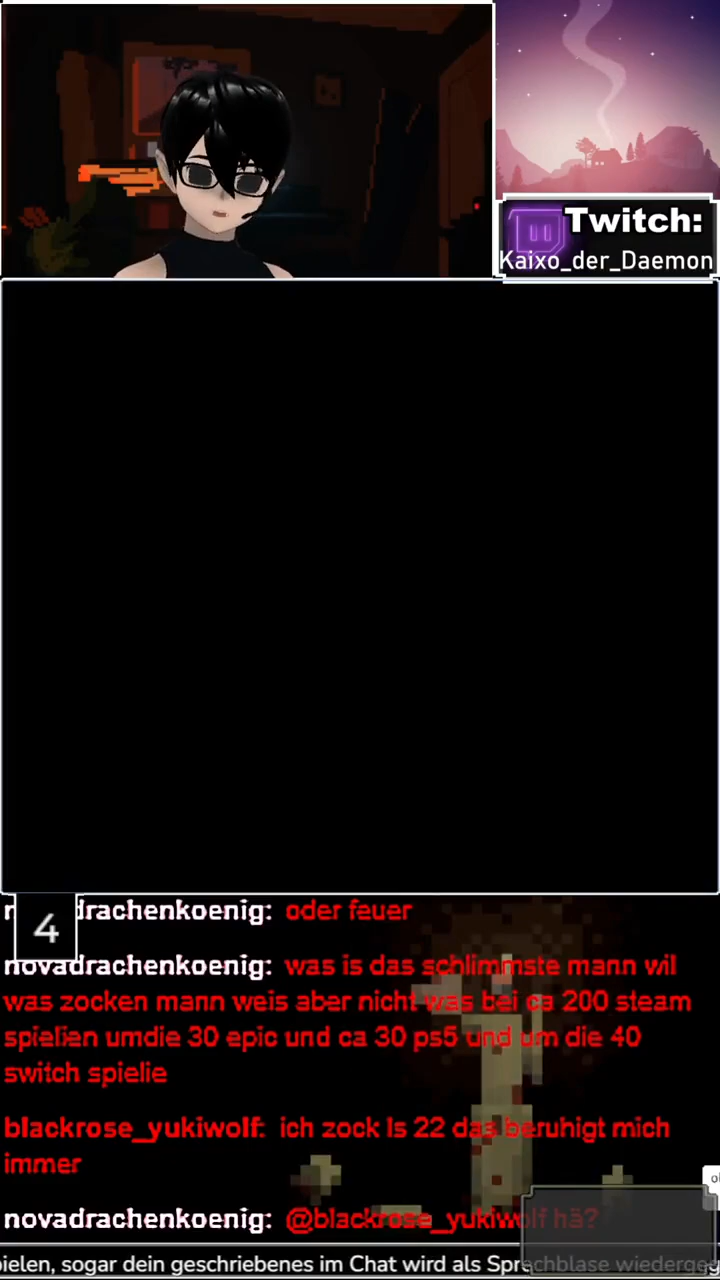 Twitch:
Kaixo_der_Daemon
4
drachenkoenig: oder feuer
novadrachenkoenig: was is das schlimmste mann wil
was zocken mann weis aber nicht was bei ca 200 steam
spielien umdie 30 epic und ca 30 ps5 und um die 40
switch spielie
blackrose_yukiwolf: ich zock ls 22 das beruhigt mich
immer
novadrachenkoenig: @blackrose_yukiwolf hä?
pielen, sogar dein geschriebenes im Chat wird als Sprechblase wiedergeg